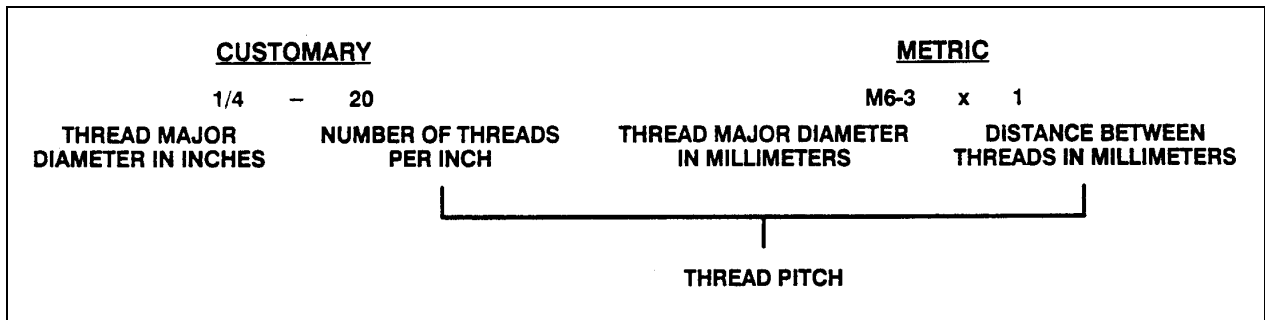 CUSTOMARY
1/4 – 20
THREAD MAJOR
DIAMETER IN INCHES
NUMBER OF THREADS
PER INCH
METRIC
M6-3 x 1
THREAD MAJOR DIAMETER
IN MILLIMETERS
DISTANCE BETWEEN
THREADS IN MILLIMETERS
THREAD PITCH